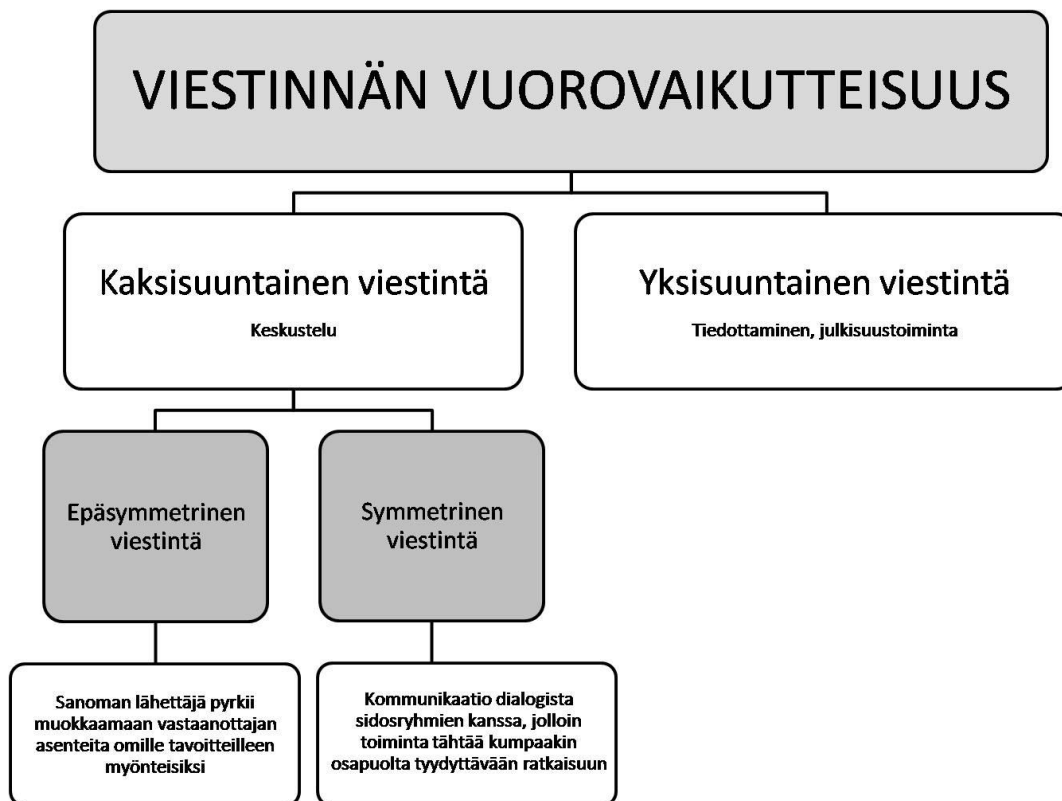 VIESTINNÄN VUOROVAIKUTTEISUUS
Kaksisuuntainen viestintä
Keskustelu
Yksisuuntainen viestintä
Tiedottaminen, julkisuustoiminta
Epäsymmetrinen
viestintä
Symmetrinen
viestintä
Sanoman lähettäjä pyrkii
muokkaamaan vastaanottajan
asenteita omille tavoitteilleen
myönteisiksi
Kommunikaatio dialogista
sidosryhmien kanssa, jolloin
toiminta tähtää kumpaakin
osapuolta tyydyttävään ratkaisuun